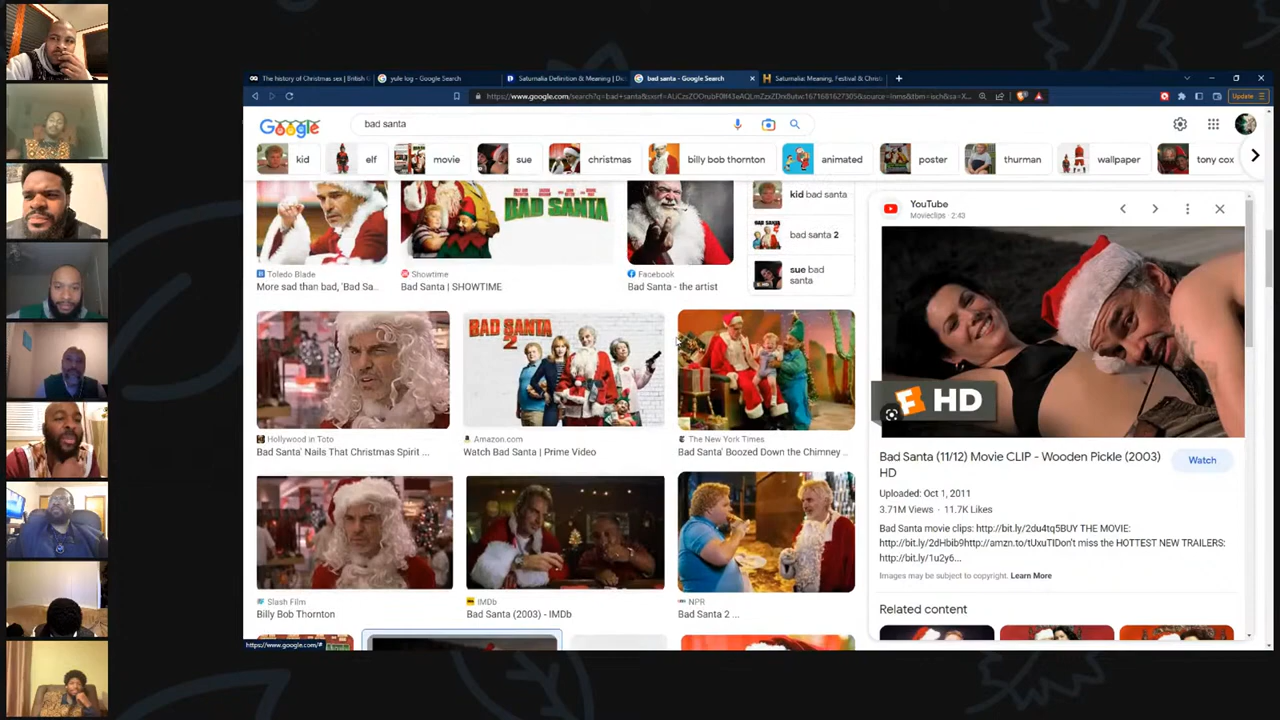 The history of Christmas sex | British
yule log - Google Search
Saturnalia Definition & Meaning | Dic
bad santa - Google Search
Saturnalia: Meaning, Festival & Christ
Update
Google
bad santa
kid
elf
movie
sue
christmas
billy bob thornton
animated
poster
thurman
wallpaper
tony cox
BAD SANTA
kid bad santa
bad santa 2
sue bad
santa
Toledo Blade
More sad than bad, 'Bad Sa...
Showtime
Bad Santa | SHOWTIME
Facebook
Bad Santa - the artist
YouTube
Movieclips · 2:43
HD
BAD SANTA
2
Hollywood in Toto
Bad Santa' Nails That Christmas Spirit ...
Amazon.com
Watch Bad Santa | Prime Video
The New York Times
Bad Santa' Boozed Down the Chimney ...
Bad Santa (11/12) Movie CLIP - Wooden Pickle (2003)
HD
Watch
Uploaded: Oct 1, 2011
3.71M Views · 11.7K Likes
Bad Santa movie clips: http://bit.ly/2du4tq5BUY THE MOVIE:
http://bit.ly/2dHbib9http://amzn.to/tUxuTIDon't miss the HOTTEST NEW TRAILERS:
http://bit.ly/1u2y6...
Images may be subject to copyright. Learn More
Slash Film
Billy Bob Thornton
IMDb
Bad Santa (2003) - IMDb
NPR
Bad Santa 2 ...
Related content
https://www.google.com/#